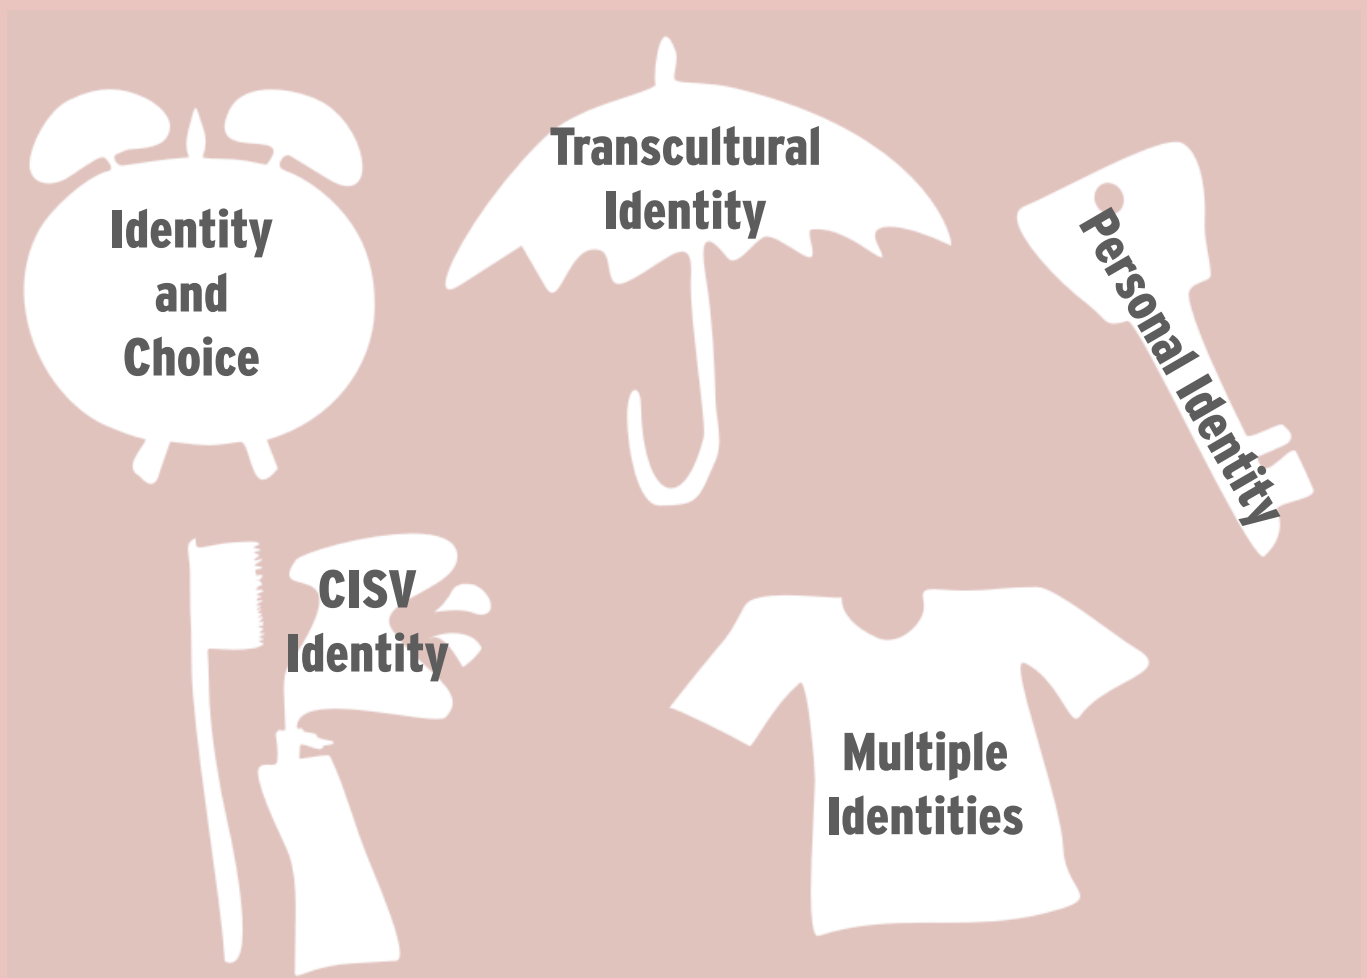 Identity
and
Choice
Transcultural
Identity
Personal Identity
CISV
Identity
Multiple
Identities